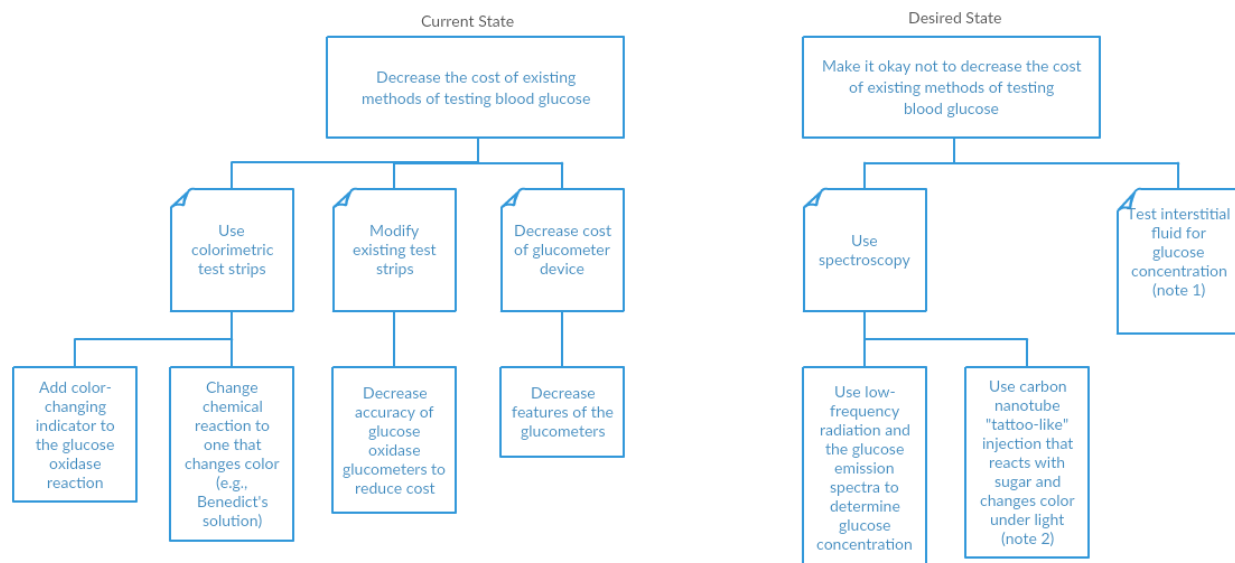 Current State
Decrease the cost of existing
methods of testing blood glucose
Use
colorimetric
test strips
Modify
existing test
strips
Decrease cost
of glucometer
device
Add color-
changing
indicator to
the glucose
oxidase
reaction
Change
chemical
reaction to
one that
changes color
(e.g.,
Benedict's
solution)
Decrease
accuracy of
glucose
oxidase
glucometers to
reduce cost
Decrease
features of the
glucometers
Desired State
Make it okay not to decrease the cost
of existing methods of testing
blood glucose
Use
spectroscopy
Test interstitial
fluid for
glucose
concentration
(note 1)
Use low-
frequency
radiation and
the glucose
emission
spectra to
determine
glucose
concentration
Use carbon
nanotube
"tattoo-like"
injection that
reacts with
sugar and
changes color
under light
(note 2)